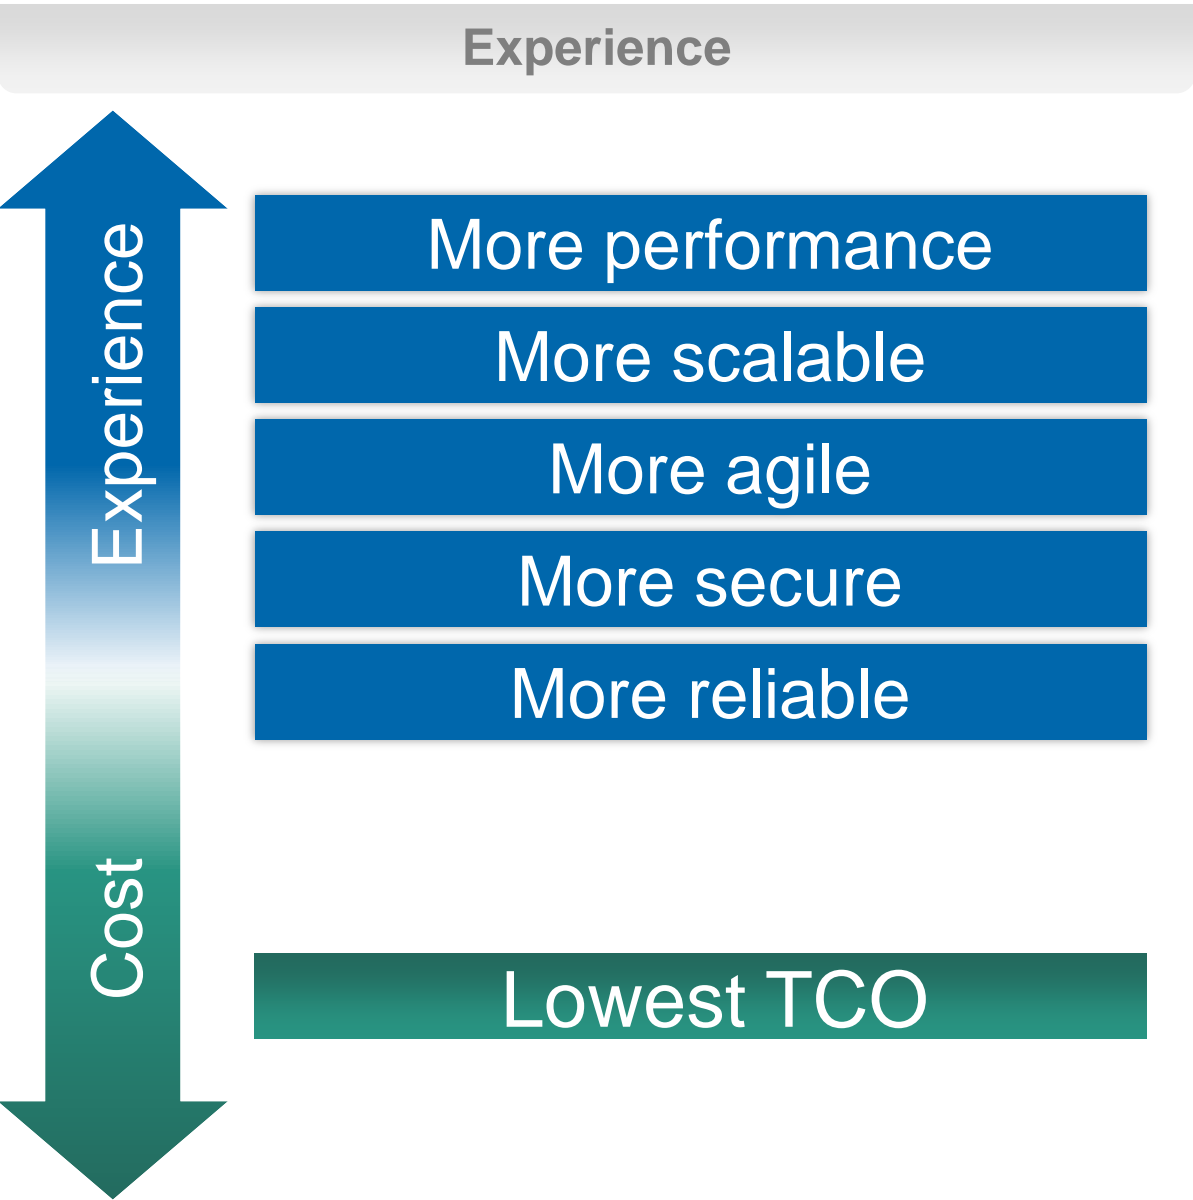 Experience
Experience
More performance
More scalable
More agile
More secure
More reliable
Cost
Lowest TCO